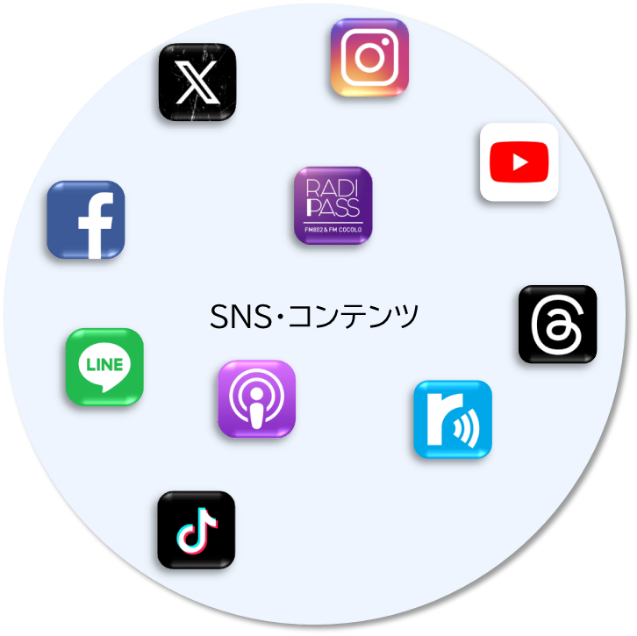 RADI
PASS
FM802 & FM COCOLO
SNS・コンテンツ
LINE